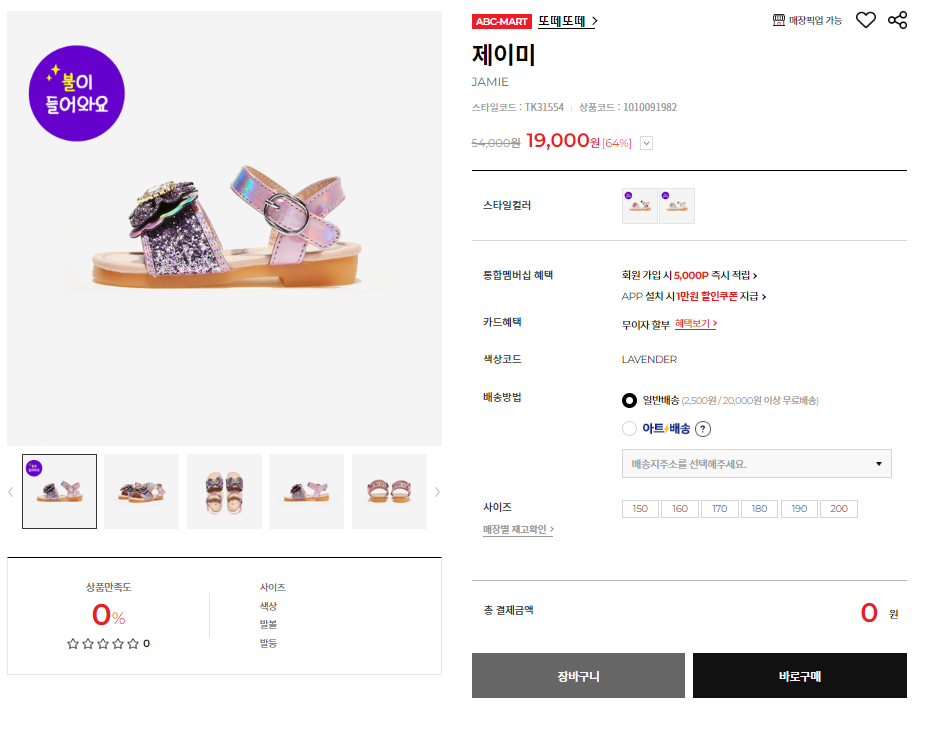 불이
들어와요
ABC-MART 또떼또떼 >
매장픽업 가능
제이미
JAMIE
스타일코드 : TK31554 | 상품코드 : 1010091982
54,000원 19,000원 [64%]
스타일컬러
통합멤버십 혜택
회원 가입 시 5,000P 즉시 적립 >
APP 설치 시 1만원 할인쿠폰 지급 >
카드혜택
무이자 할부 혜택보기 >
색상코드
LAVENDER
배송방법
일반배송 (2,500원 / 20,000원 이상 무료배송)
아트⚡배송 ?
배송지주소를 선택해주세요.
사이즈
150 160 170 180 190 200
매장별 재고확인 >
총 결제금액
0 원
장바구니
바로구매
상품만족도
0%
0
사이즈
색상
발볼
발등